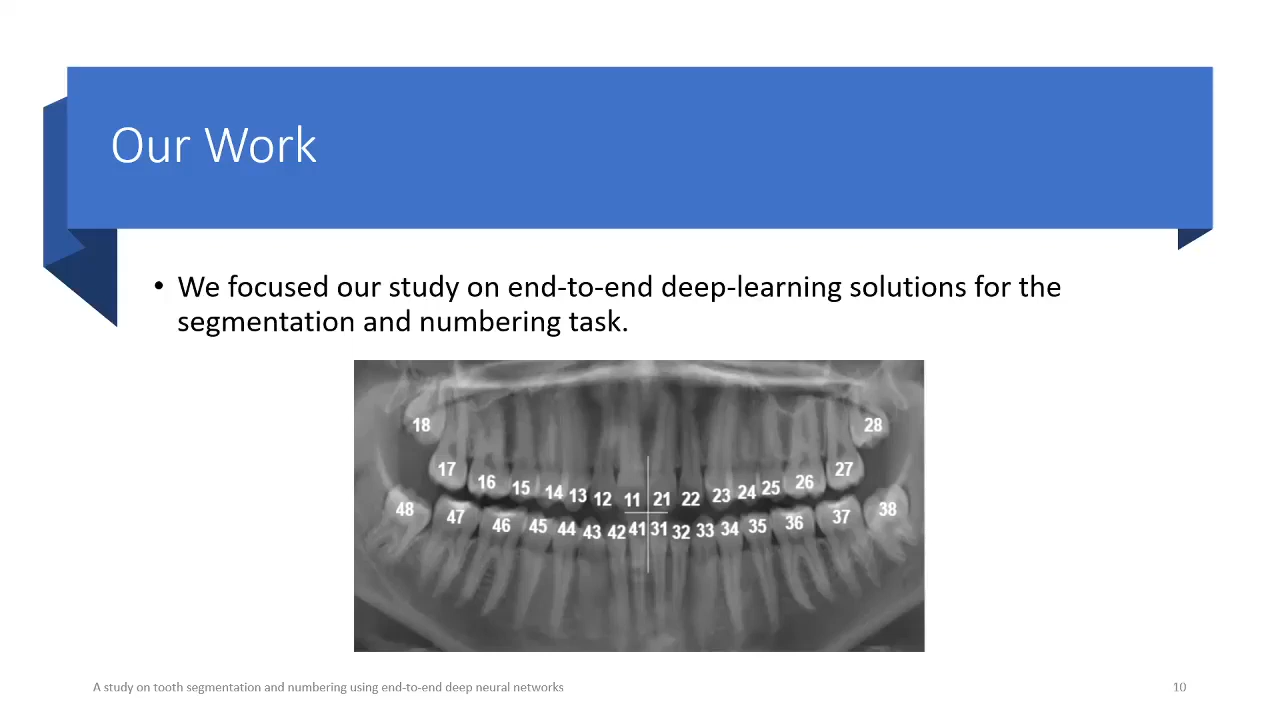 Our Work
• We focused our study on end-to-end deep-learning solutions for the
segmentation and numbering task.
18 28
17 16 15 14 13 12 11 21 22 23 24 25 26 27
48 47 46 45 44 43 42 41 31 32 33 34 35 36 37 38
A study on tooth segmentation and numbering using end-to-end deep neural networks
10